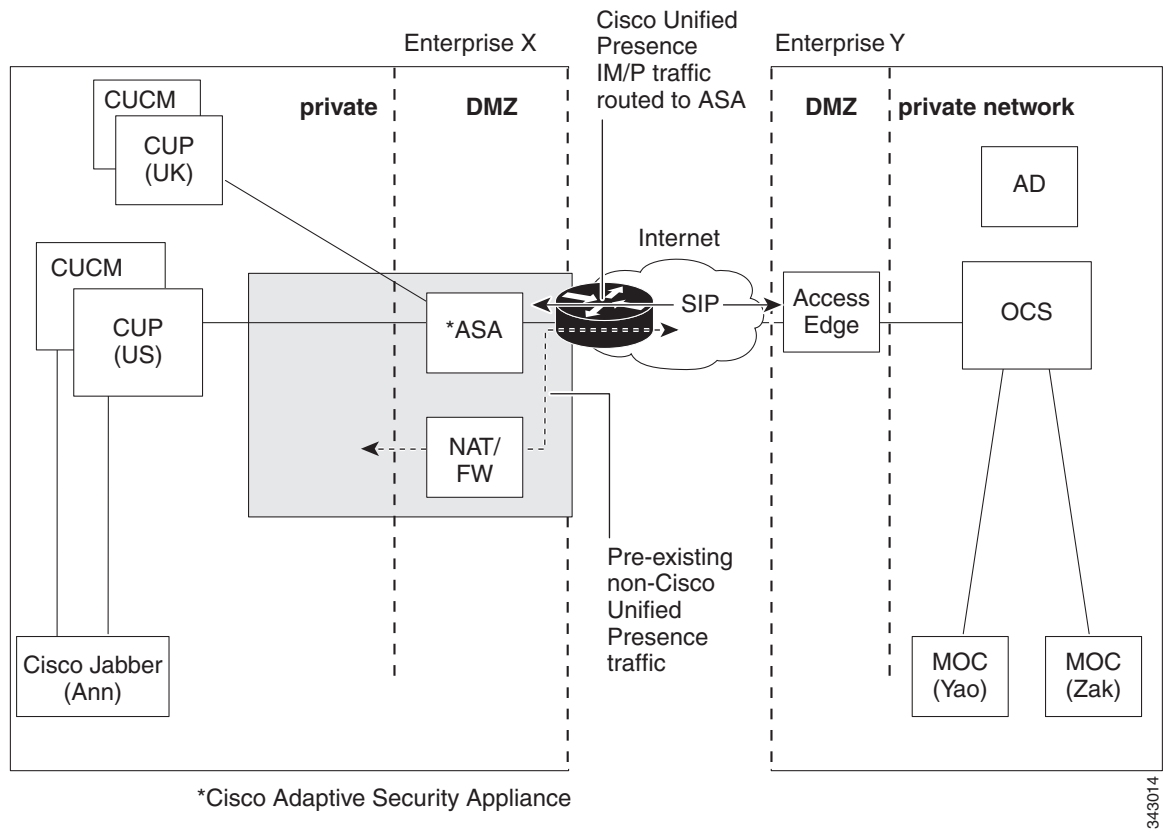 Enterprise X
Cisco Unified
Presence
IM/P traffic
routed to ASA
Enterprise Y
private
DMZ
DMZ
private network
CUCM
CUP
(UK)
AD
CUCM
CUP
(US)
*ASA
Internet
SIP
Access
Edge
OCS
NAT/
FW
Pre-existing
non-Cisco
Unified
Presence
traffic
Cisco Jabber
(Ann)
MOC
(Yao)
MOC
(Zak)
*Cisco Adaptive Security Appliance
343014